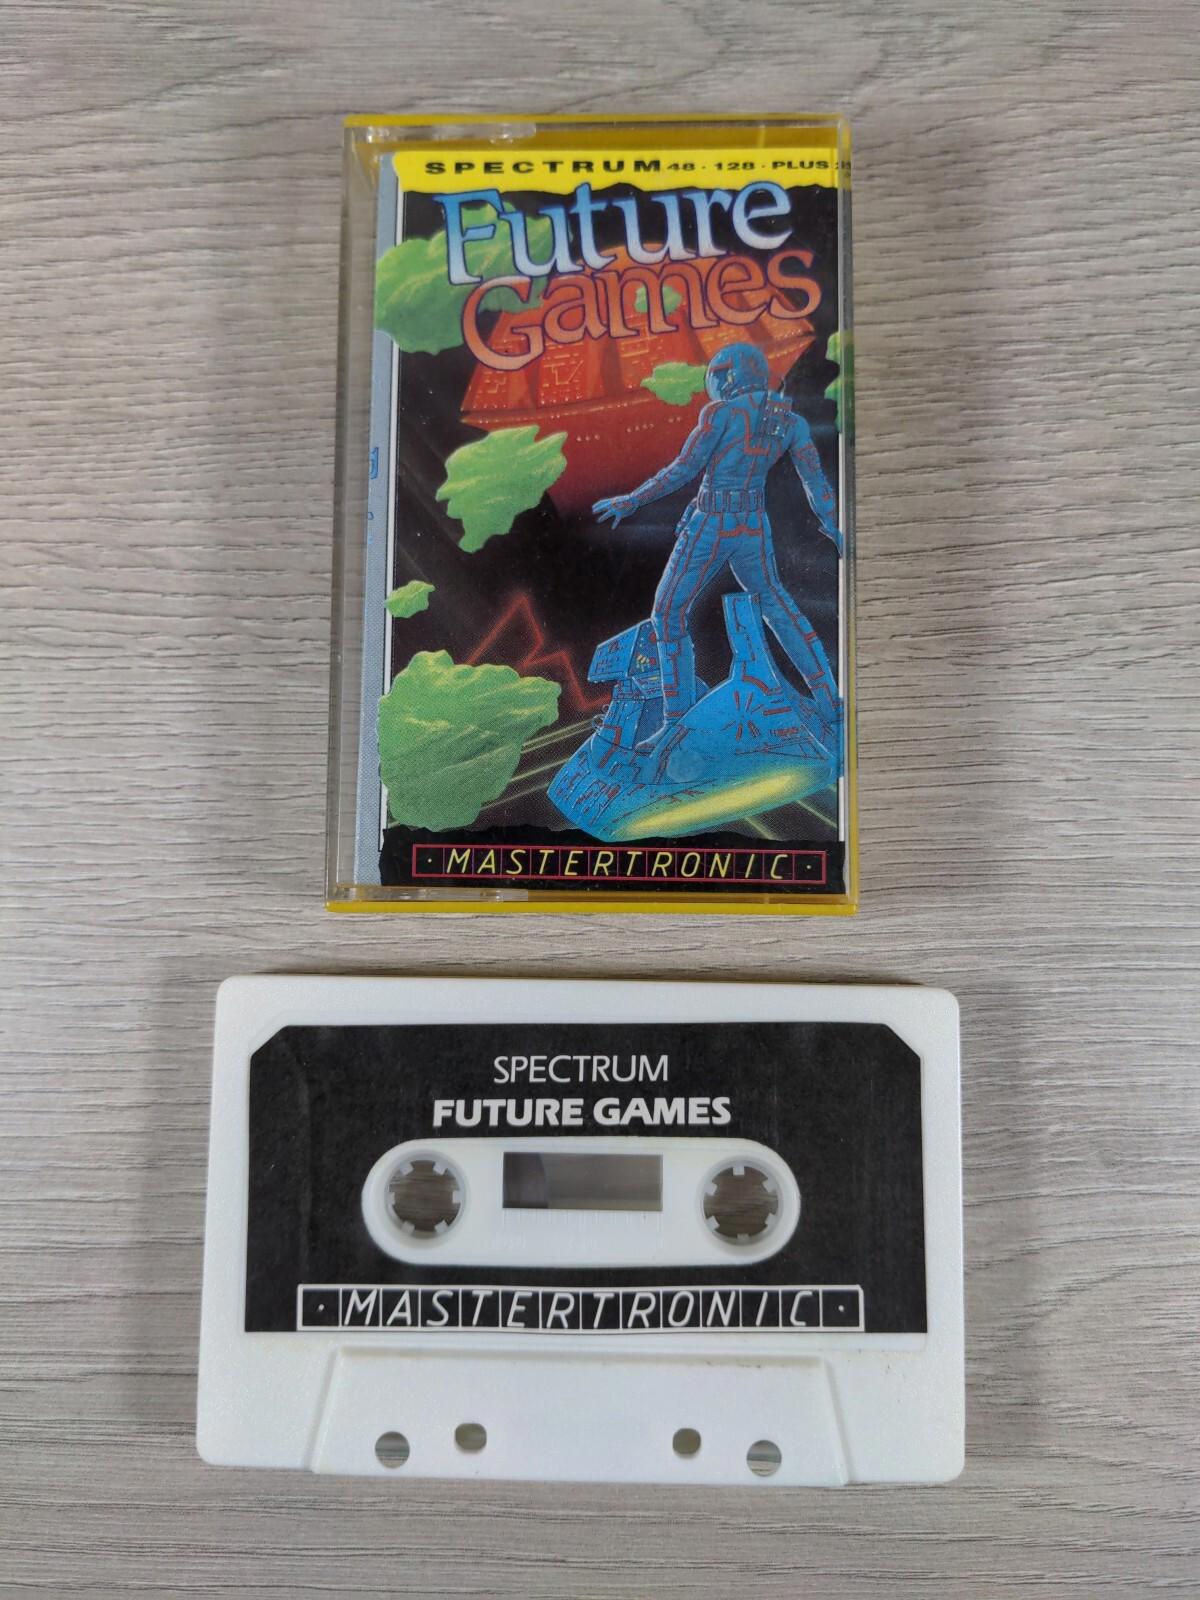 SPECTRUM 48 · 128 · PLUS
Future
Games
· MASTERTRONIC ·
SPECTRUM
FUTURE GAMES
· MASTERTRONIC ·